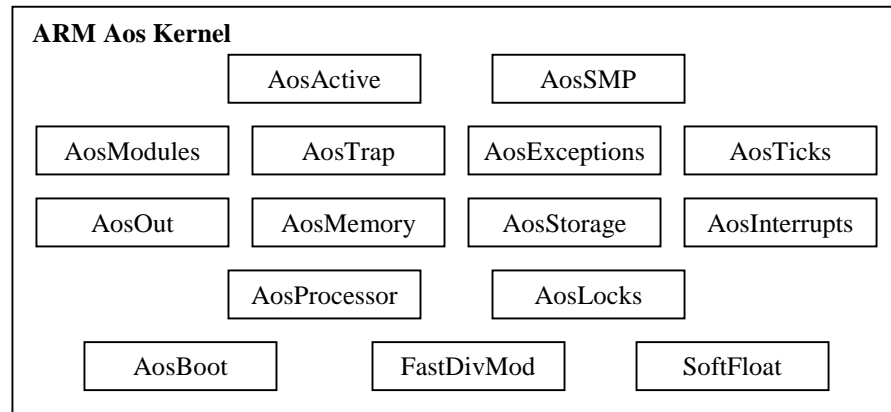 ARM Aos Kernel
AosActive AosSMP
AosModules AosTrap AosExceptions AosTicks
AosOut AosMemory AosStorage AosInterrupts
AosProcessor AosLocks
AosBoot FastDivMod SoftFloat